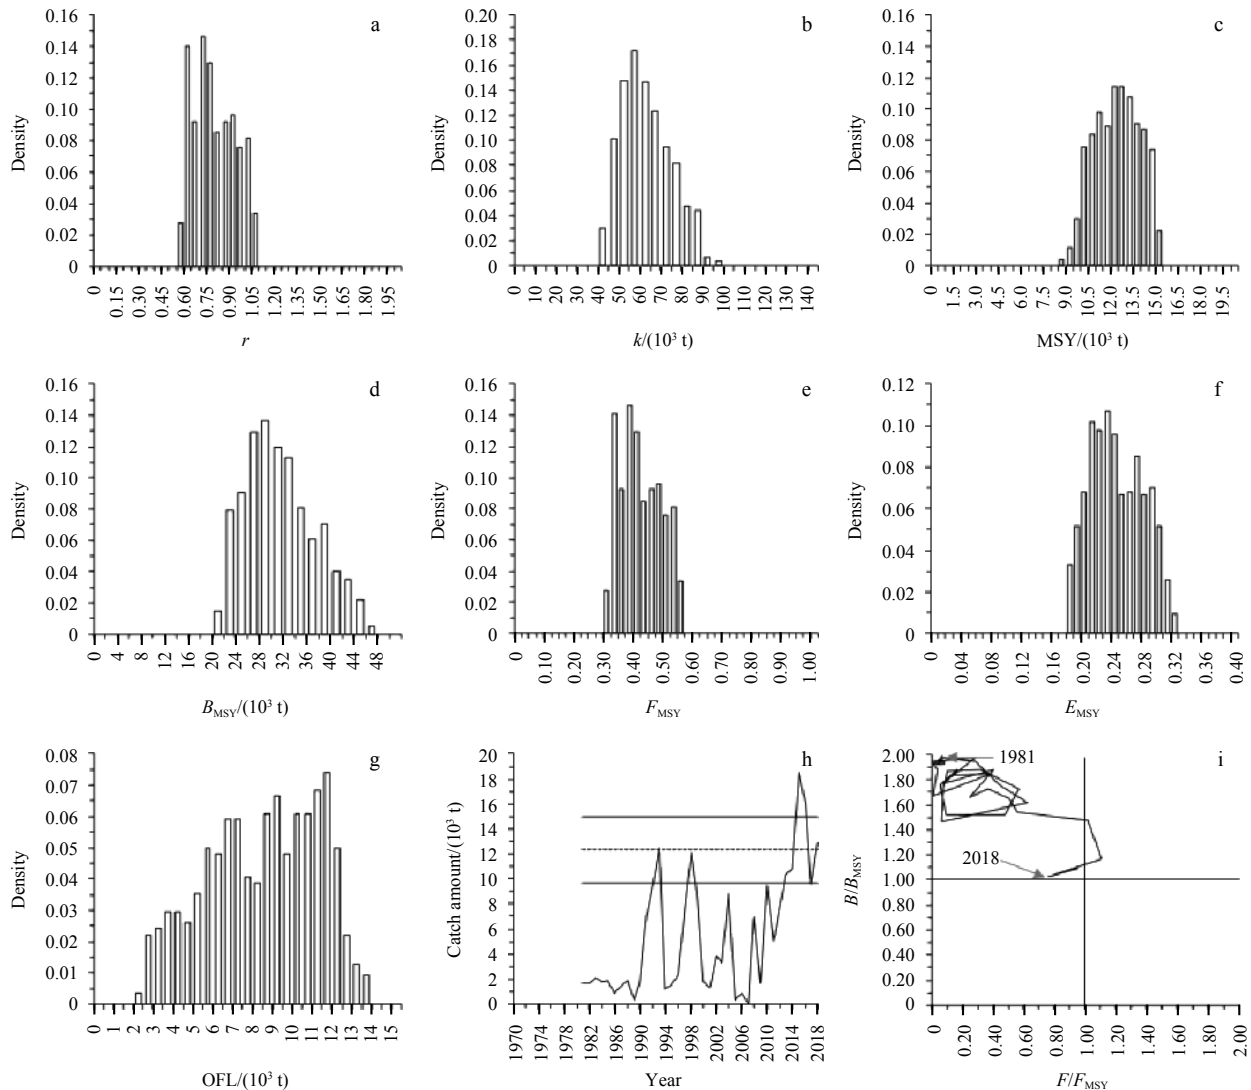 a
0.16
0.14
0.12
0.10
0.08
0.06
0.04
0.02
0
Density
0 0.15 0.30 0.45 0.60 0.75 0.90 1.05 1.20 1.35 1.50 1.65 1.80 1.95
r
b
0.20
0.18
0.16
0.14
0.12
0.10
0.08
0.06
0.04
0.02
0
Density
0 10 20 30 40 50 60 70 80 90 100 110 120 130 140
k/(10³ t)
c
0.16
0.14
0.12
0.10
0.08
0.06
0.04
0.02
0
Density
0 1.5 3.0 4.5 6.0 7.5 9.0 10.5 12.0 13.5 15.0 16.5 18.0 19.5
MSY/(10³ t)
d
0.16
0.14
0.12
0.10
0.08
0.06
0.04
0.02
0
Density
0 4 8 12 16 20 24 28 32 36 40 44 48
B_MSY/(10³ t)
e
0.16
0.14
0.12
0.10
0.08
0.06
0.04
0.02
0
Density
0 0.10 0.20 0.30 0.40 0.50 0.60 0.70 0.80 0.90 1.00
F_MSY
f
0.12
0.10
0.08
0.06
0.04
0.02
0
Density
0 0.04 0.08 0.12 0.16 0.20 0.24 0.28 0.32 0.36 0.40
E_MSY
g
0.08
0.07
0.06
0.05
0.04
0.03
0.02
0.01
0
Density
0 1 2 3 4 5 6 7 8 9 10 11 12 13 14 15
OFL/(10³ t)
h
20
18
16
14
12
10
8
6
4
2
0
Catch amount/(10³ t)
1970 1974 1978 1982 1986 1990 1994 1998 2002 2006 2010 2014 2018
Year
i
2.00
1.80
1.60
1.40
1.20
1.00
0.80
0.60
0.40
0.20
0
B/B_MSY
1981
2018
0 0.20 0.40 0.60 0.80 1.00 1.20 1.40 1.60 1.80 2.00
F/F_MSY